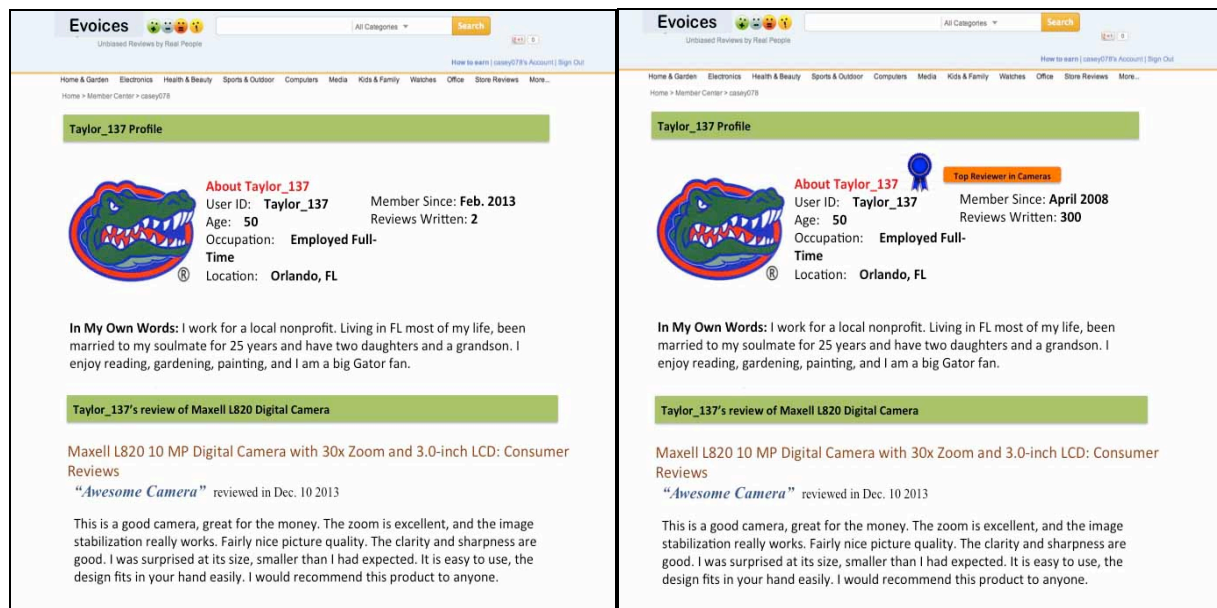 Evoices
All Categories
Search
Unbiased Reviews by Real People
+1 0
How to earn | casey078's Account | Sign Out
Home & Garden Electronics Health & Beauty Sports & Outdoor Computers Media Kids & Family Watches Office Store Reviews More...
Home > Member Center > casey078
Taylor_137 Profile
About Taylor_137
User ID: Taylor_137
Member Since: Feb. 2013
Age: 50
Reviews Written: 2
Occupation: Employed Full-
Time
Location: Orlando, FL
®
In My Own Words: I work for a local nonprofit. Living in FL most of my life, been
married to my soulmate for 25 years and have two daughters and a grandson. I
enjoy reading, gardening, painting, and I am a big Gator fan.
Taylor_137's review of Maxell L820 Digital Camera
Maxell L820 10 MP Digital Camera with 30x Zoom and 3.0-inch LCD: Consumer
Reviews
“Awesome Camera” reviewed in Dec. 10 2013
This is a good camera, great for the money. The zoom is excellent, and the image
stabilization really works. Fairly nice picture quality. The clarity and sharpness are
good. I was surprised at its size, smaller than I had expected. It is easy to use, the
design fits in your hand easily. I would recommend this product to anyone.
Evoices
All Categories
Search
Unbiased Reviews by Real People
+1 0
How to earn | casey078's Account | Sign Out
Home & Garden Electronics Health & Beauty Sports & Outdoor Computers Media Kids & Family Watches Office Store Reviews More...
Home > Member Center > casey078
Taylor_137 Profile
Top Reviewer in Cameras
About Taylor_137
User ID: Taylor_137
Member Since: April 2008
Age: 50
Reviews Written: 300
Occupation: Employed Full-
Time
Location: Orlando, FL
®
In My Own Words: I work for a local nonprofit. Living in FL most of my life, been
married to my soulmate for 25 years and have two daughters and a grandson. I
enjoy reading, gardening, painting, and I am a big Gator fan.
Taylor_137's review of Maxell L820 Digital Camera
Maxell L820 10 MP Digital Camera with 30x Zoom and 3.0-inch LCD: Consumer
Reviews
“Awesome Camera” reviewed in Dec. 10 2013
This is a good camera, great for the money. The zoom is excellent, and the image
stabilization really works. Fairly nice picture quality. The clarity and sharpness are
good. I was surprised at its size, smaller than I had expected. It is easy to use, the
design fits in your hand easily. I would recommend this product to anyone.